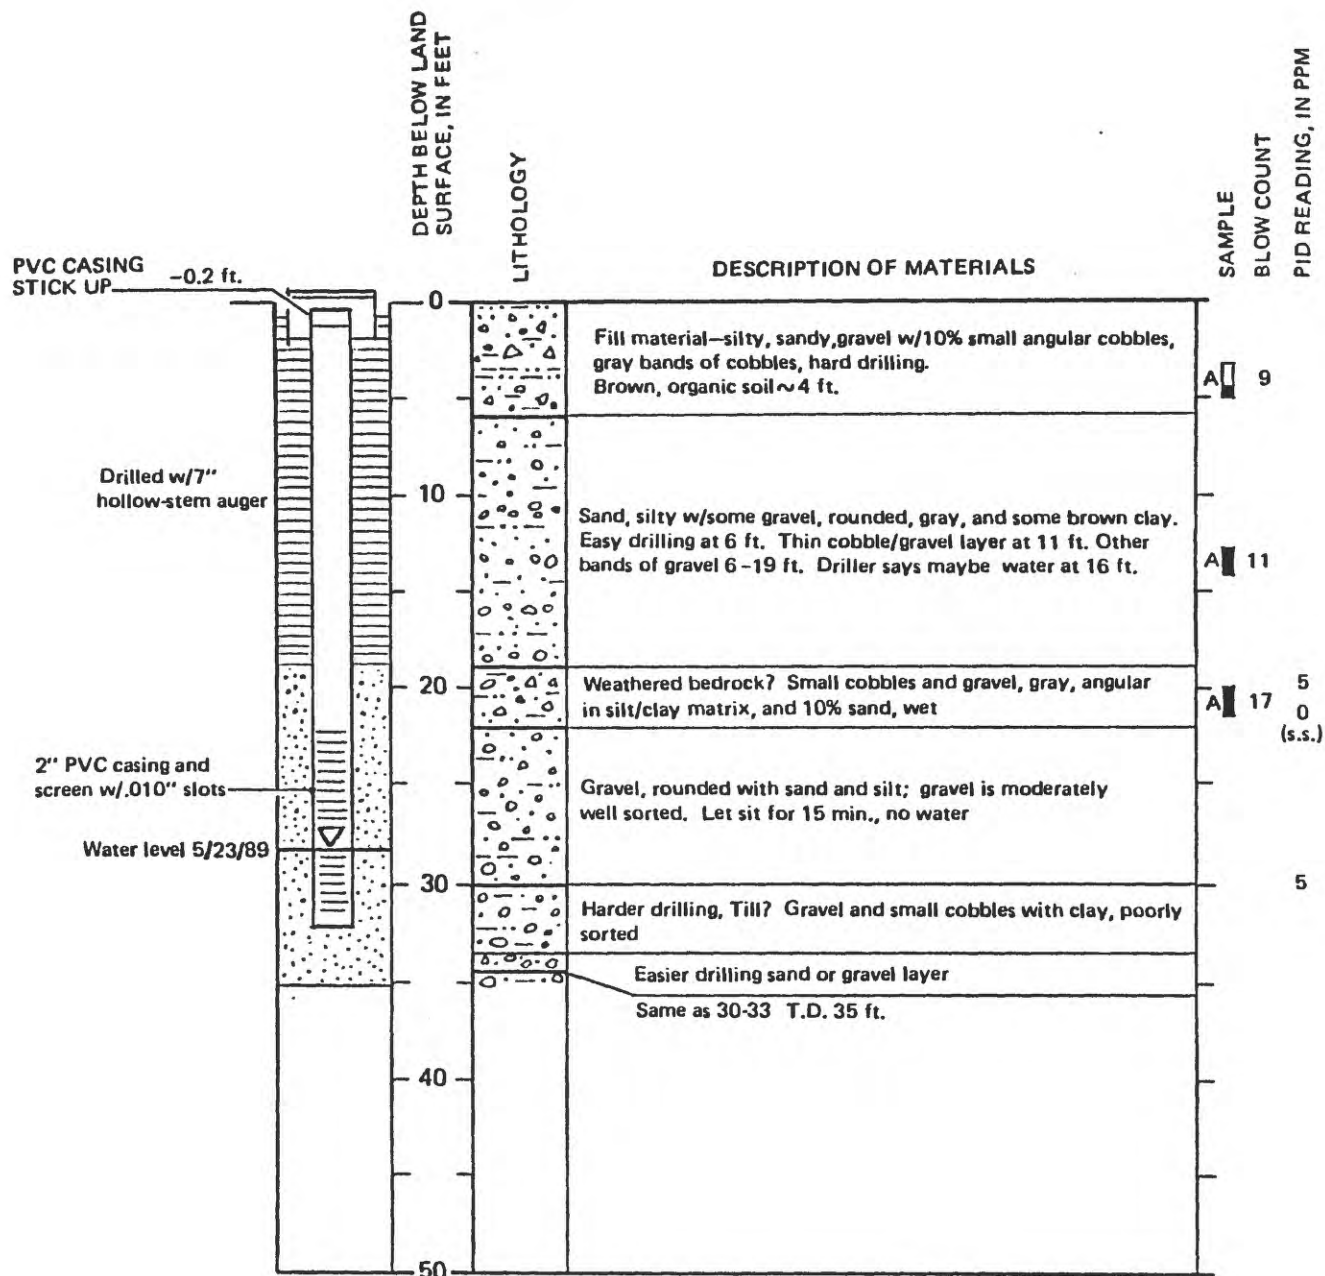 DEPTH BELOW LAND
SURFACE, IN FEET
LITHOLOGY
DESCRIPTION OF MATERIALS
SAMPLE
BLOW COUNT
PID READING, IN PPM
PVC CASING
STICK UP
-0.2 ft.
0
Fill material—silty, sandy,gravel w/10% small angular cobbles,
gray bands of cobbles, hard drilling.
Brown, organic soil ~ 4 ft.
A
9
Drilled w/7"
hollow-stem auger
10
Sand, silty w/some gravel, rounded, gray, and some brown clay.
Easy drilling at 6 ft. Thin cobble/gravel layer at 11 ft. Other
bands of gravel 6-19 ft. Driller says maybe water at 16 ft.
A
11
20
Weathered bedrock? Small cobbles and gravel, gray, angular
in silt/clay matrix, and 10% sand, wet
A
17
5
0
(s.s.)
2" PVC casing and
screen w/.010" slots
Gravel, rounded with sand and silt; gravel is moderately
well sorted. Let sit for 15 min., no water
Water level 5/23/89
30
5
Harder drilling, Till? Gravel and small cobbles with clay, poorly
sorted
Easier drilling sand or gravel layer
Same as 30-33 T.D. 35 ft.
40
50